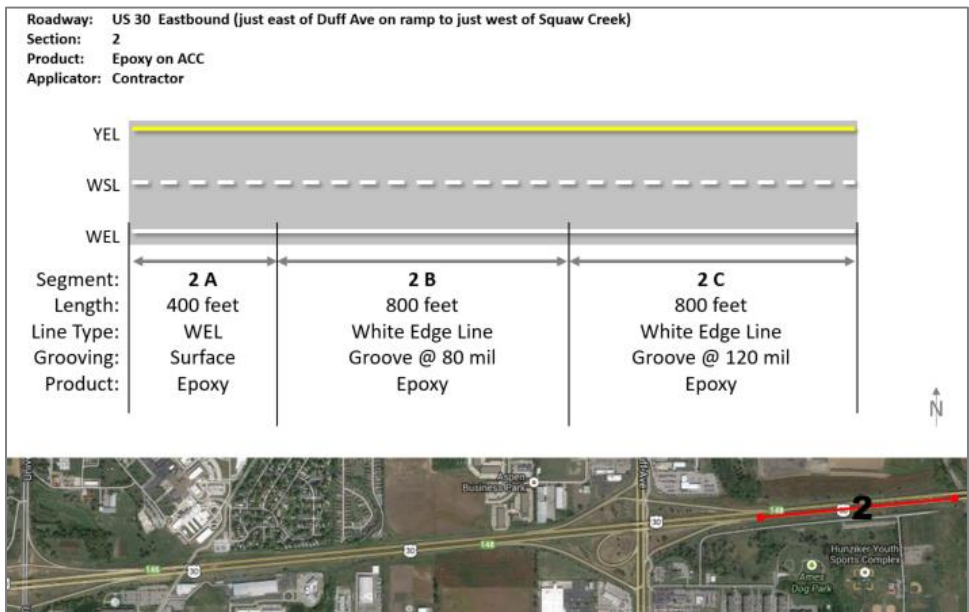 Roadway: US 30 Eastbound (just east of Duff Ave on ramp to just west of Squaw Creek)
Section: 2
Product: Epoxy on ACC
Applicator: Contractor
YEL
WSL
WEL
Segment: 2 A 2 B 2 C
Length: 400 feet 800 feet 800 feet
Line Type: WEL White Edge Line White Edge Line
Grooving: Surface Groove @ 80 mil Groove @ 120 mil
Product: Epoxy Epoxy Epoxy
N
Aspen
Business Park
30
148
30
30
146
2
Hunziker Youth
Sports Complex
Ames
Dog Park